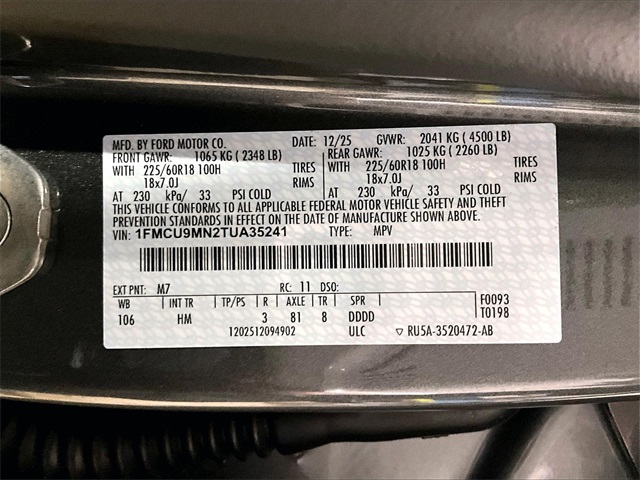 MFD. BY FORD MOTOR CO. DATE: 12/25 GVWR: 2041 KG ( 4500 LB)
FRONT GAWR: 1065 KG ( 2348 LB) REAR GAWR: 1025 KG ( 2260 LB)
WITH 225/60R18 100H TIRES WITH 225/60R18 100H TIRES
18x7.0J RIMS 18x7.0J RIMS
AT 230 kPa/ 33 PSI COLD AT 230 kPa/ 33 PSI COLD
THIS VEHICLE CONFORMS TO ALL APPLICABLE FEDERAL MOTOR VEHICLE SAFETY AND THEFT
PREVENTION STANDARDS IN EFFECT ON THE DATE OF MANUFACTURE SHOWN ABOVE.
VIN: 1FMCU9MN2TUA35241 TYPE: MPV
EXT PNT: M7 RC: 11 DSO:
WB INT TR TP/PS R AXLE TR SPR F0093
106 HM 3 81 8 DDDD T0198
1202512094902 ULC ▽ RU5A-3520472-AB